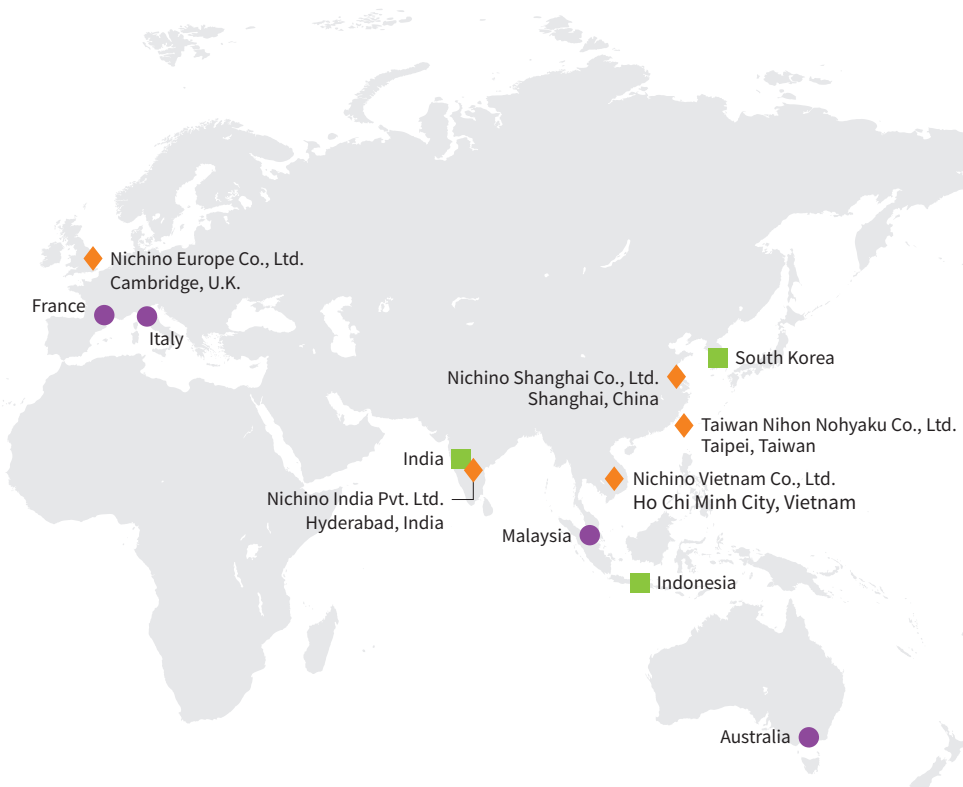 Nichino Europe Co., Ltd.
Cambridge, U.K.
France
Italy
South Korea
Nichino Shanghai Co., Ltd.
Shanghai, China
Taiwan Nihon Nohyaku Co., Ltd.
Taipei, Taiwan
India
Nichino India Pvt. Ltd.
Hyderabad, India
Nichino Vietnam Co., Ltd.
Ho Chi Minh City, Vietnam
Malaysia
Indonesia
Australia